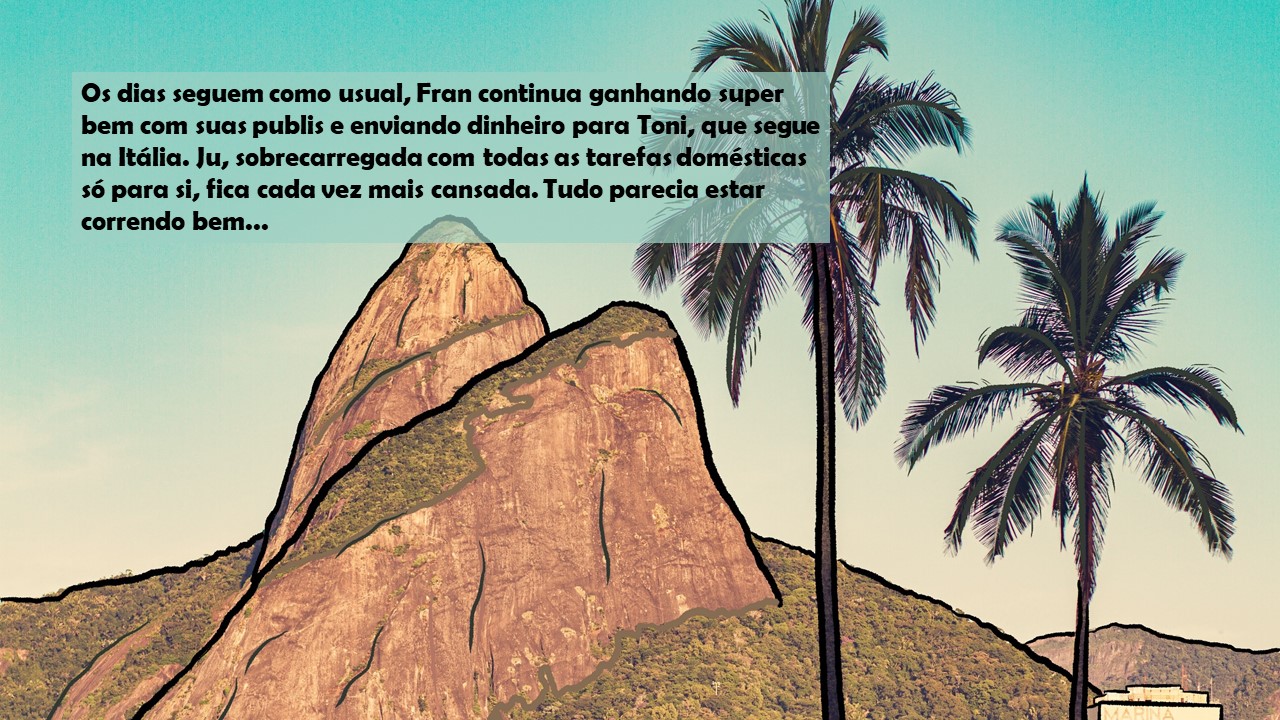 Os dias seguem como usual, Fran continua ganhando super
bem com suas publis e enviando dinheiro para Toni, que segue
na Itália. Ju, sobrecarregada com todas as tarefas domésticas
só para si, fica cada vez mais cansada. Tudo parecia estar
correndo bem...
MARINA